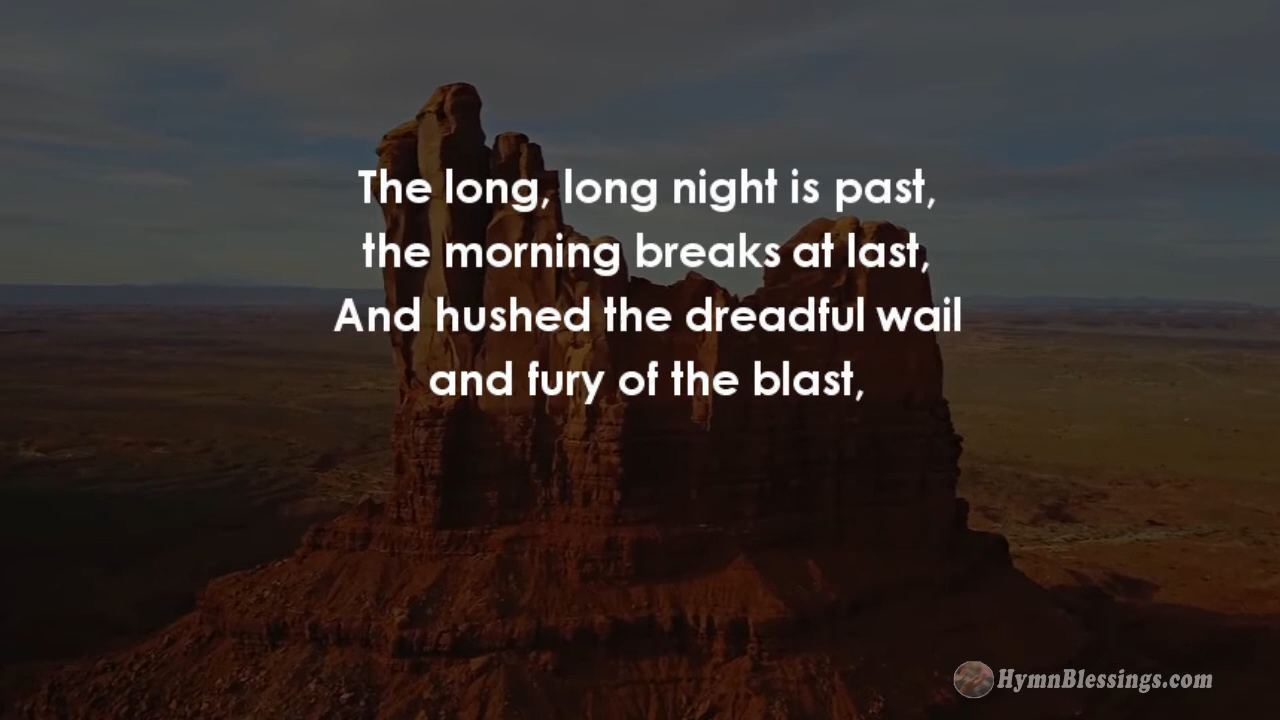 The long, long night is past,
the morning breaks at last,
And hushed the dreadful wail
and fury of the blast,
HymnBlessings.com